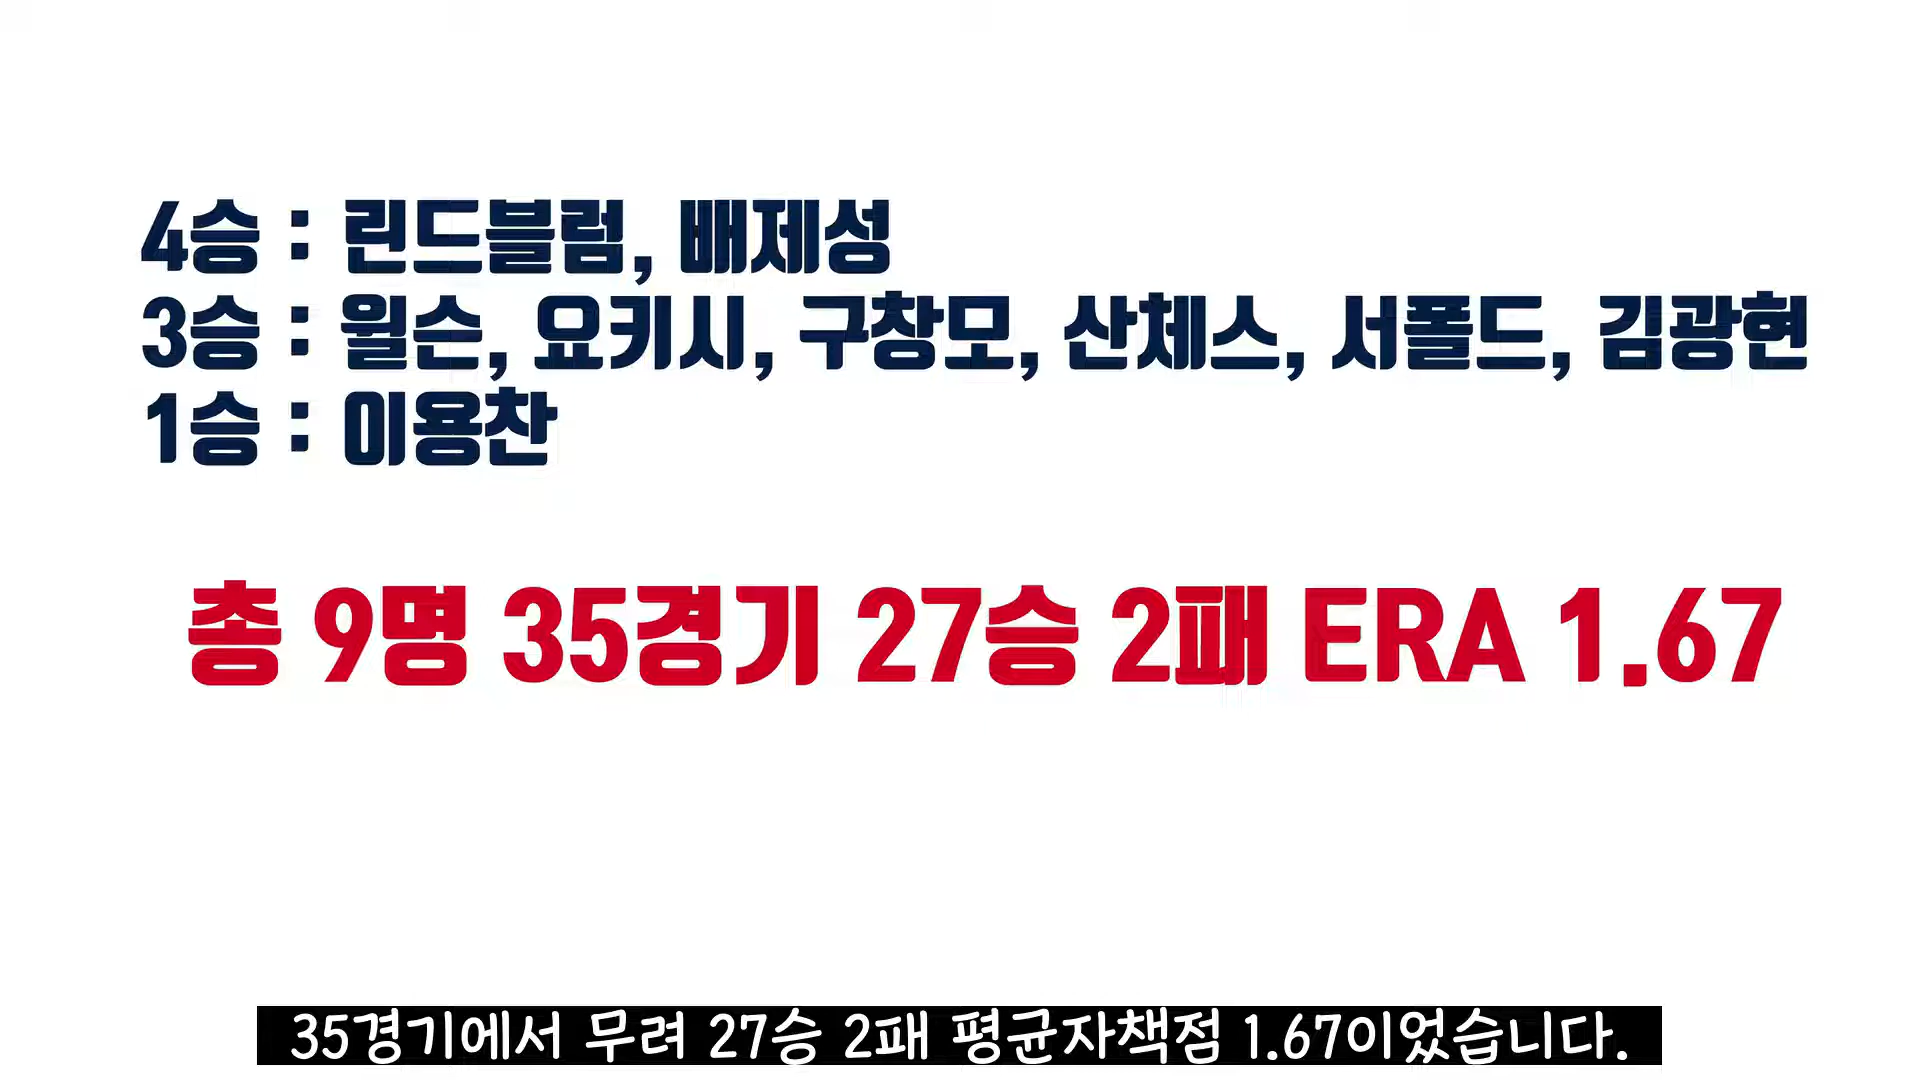 4승 : 린드블럼, 배제성
3승 : 윌슨, 요키시, 구창모, 산체스, 서폴드, 김광현
1승 : 이용찬
총 9명 35경기 27승 2패 ERA 1.67
35경기에서 무려 27승 2패 평균자책점 1.67이었습니다.